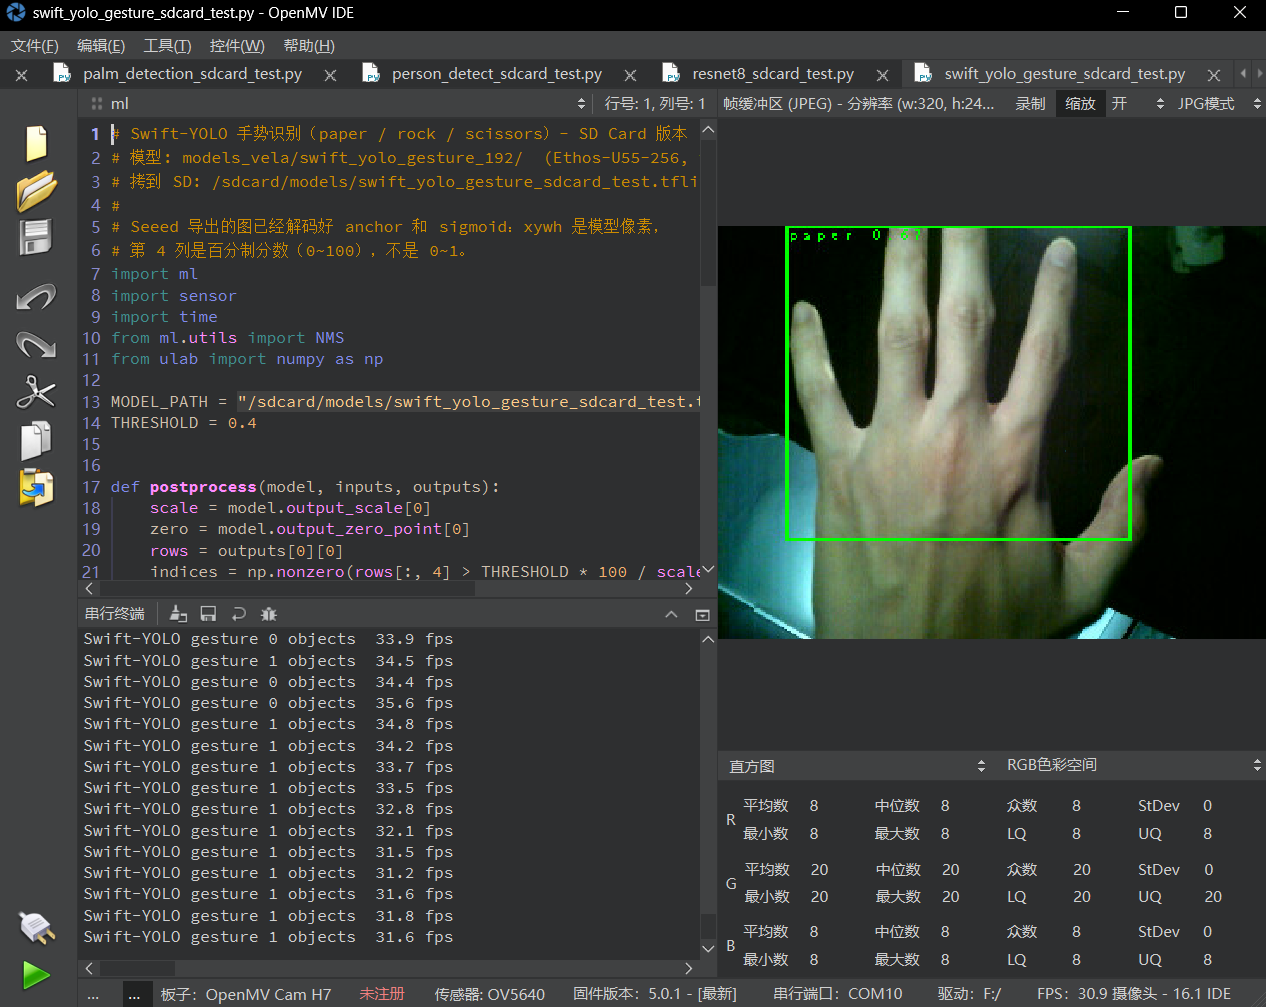 swift_yolo_gesture_sdcard_test.py - OpenMV IDE
文件(F) 编辑(E) 工具(T) 控件(W) 帮助(H)
palm_detection_sdcard_test.py person_detect_sdcard_test.py resnet8_sdcard_test.py swift_yolo_gesture_sdcard_test.py
ml 行号: 1, 列号: 1 帧缓冲区 (JPEG) - 分辨率 (w:320, h:24... 录制 缩放 开 JPG模式
1 # Swift-YOLO 手势识别（paper / rock / scissors）- SD Card 版本
2 # 模型: models_vela/swift_yolo_gesture_192/  (Ethos-U55-256,
3 # 拷到 SD: /sdcard/models/swift_yolo_gesture_sdcard_test.tfli
4 #
5 # Seeed 导出的图已经解码好 anchor 和 sigmoid：xywh 是模型像素，
6 # 第 4 列是百分制分数（0~100），不是 0~1。
7 import ml
8 import sensor
9 import time
10 from ml.utils import NMS
11 from ulab import numpy as np
12
13 MODEL_PATH = "/sdcard/models/swift_yolo_gesture_sdcard_test.t
14 THRESHOLD = 0.4
15
16
17 def postprocess(model, inputs, outputs):
18 scale = model.output_scale[0]
19 zero = model.output_zero_point[0]
20 rows = outputs[0][0]
21 indices = np.nonzero(rows[:, 4] > THRESHOLD * 100 / scale
paper
串行终端
Swift-YOLO gesture 0 objects  33.9 fps
Swift-YOLO gesture 1 objects  34.5 fps
Swift-YOLO gesture 0 objects  34.4 fps
Swift-YOLO gesture 0 objects  35.6 fps
Swift-YOLO gesture 1 objects  34.8 fps
Swift-YOLO gesture 1 objects  34.2 fps
Swift-YOLO gesture 1 objects  33.7 fps
Swift-YOLO gesture 1 objects  33.5 fps
Swift-YOLO gesture 1 objects  32.8 fps
Swift-YOLO gesture 1 objects  32.1 fps
Swift-YOLO gesture 1 objects  31.5 fps
Swift-YOLO gesture 1 objects  31.2 fps
Swift-YOLO gesture 1 objects  31.6 fps
Swift-YOLO gesture 1 objects  31.8 fps
Swift-YOLO gesture 1 objects  31.6 fps
直方图 RGB色彩空间
R
平均数 8 中位数 8 众数 8 StDev 0
最小数 8 最大数 8 LQ 8 UQ 8
G
平均数 20 中位数 20 众数 20 StDev 0
最小数 20 最大数 20 LQ 20 UQ 20
B
平均数 8 中位数 8 众数 8 StDev 0
最小数 8 最大数 8 LQ 8 UQ 8
... ... 板子: OpenMV Cam H7 未注册 传感器: OV5640 固件版本: 5.0.1 - [最新] 串行端口: COM10 驱动: F:/ FPS: 30.9 摄像头 - 16.1 IDE